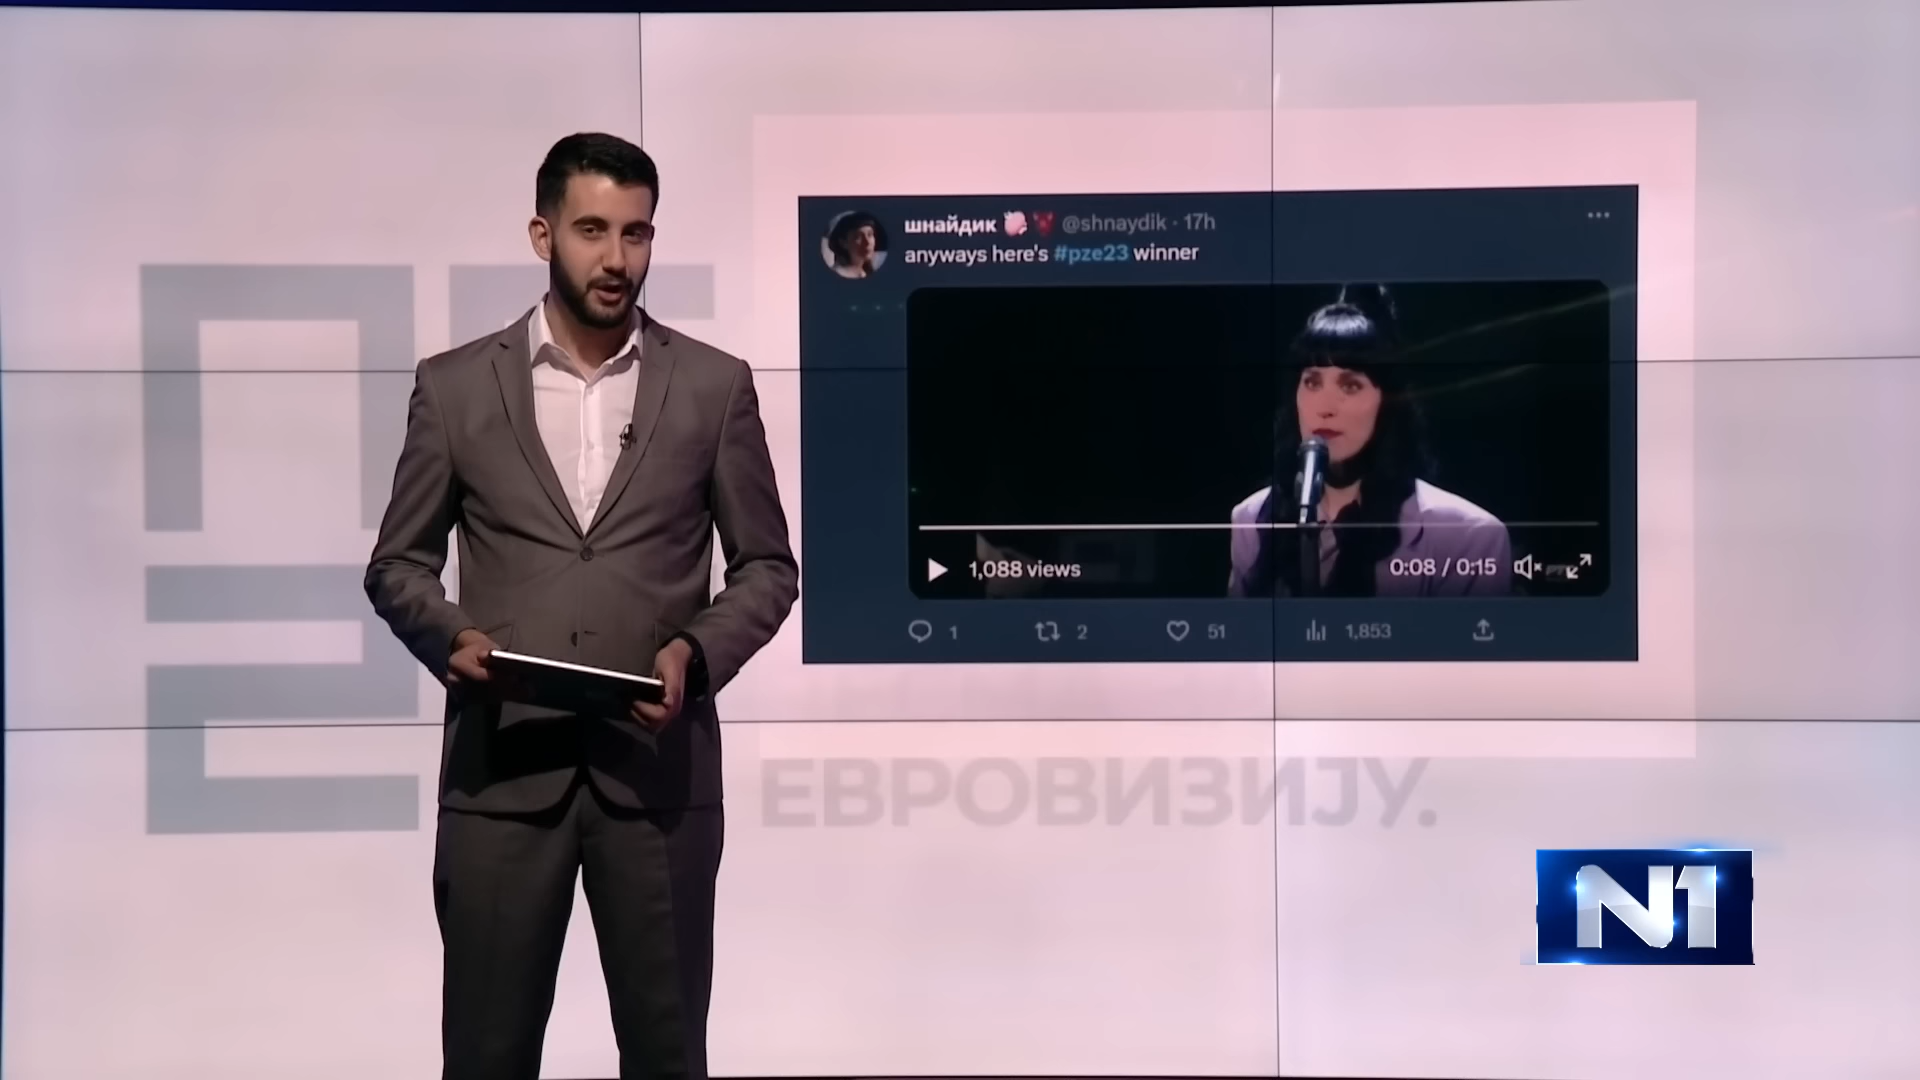 шнайдик @shnaydik · 17h
anyways here's #pze23 winner
1,088 views
0:08 / 0:15
1
2
51
1,853
ЕВРОВИЗИЈУ.
N1